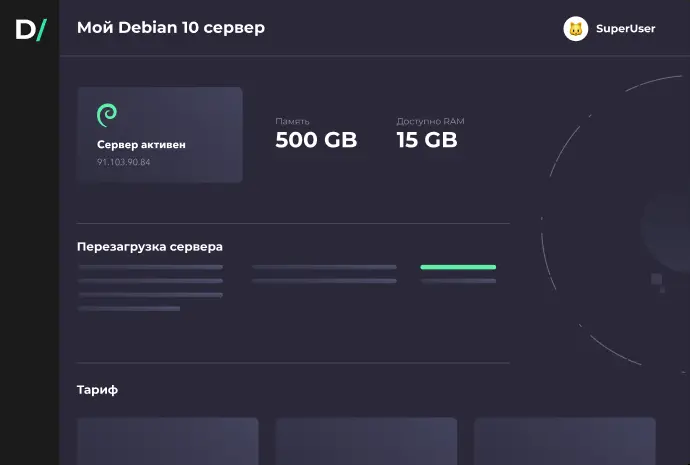 D/
Мой Debian 10 сервер
SuperUser
Сервер активен
91.103.90.84
Память
500 GB
Доступно RAM
15 GB
Перезагрузка сервера
Тариф